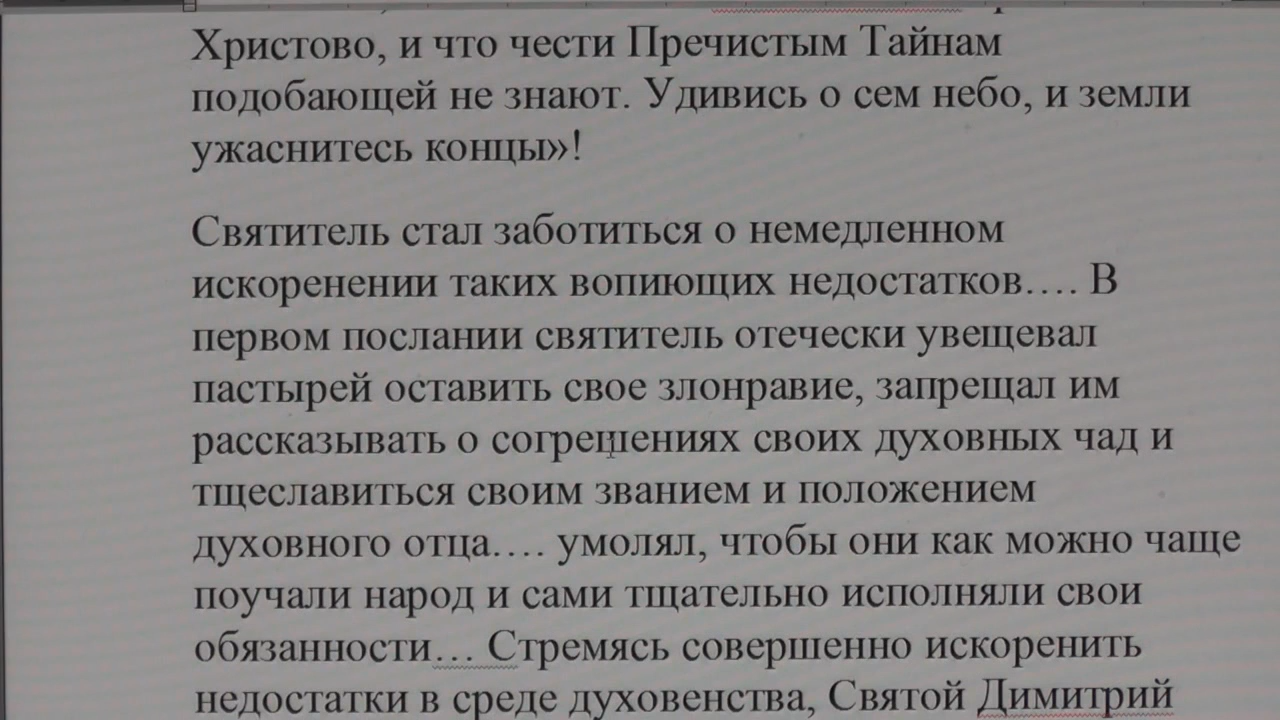 Христово, и что чести Пречистым Тайнам
подобающей не знают. Удивись о сем небо, и земли
ужаснитесь концы»!
Святитель стал заботиться о немедленном
искоренении таких вопиющих недостатков…. В
первом послании святитель отечески увещевал
пастырей оставить свое злонравие, запрещал им
рассказывать о согрешениях своих духовных чад и
тщеславиться своим званием и положением
духовного отца…. умолял, чтобы они как можно чаще
поучали народ и сами тщательно исполняли свои
обязанности… Стремясь совершенно искоренить
недостатки в среде духовенства, Святой Димитрий